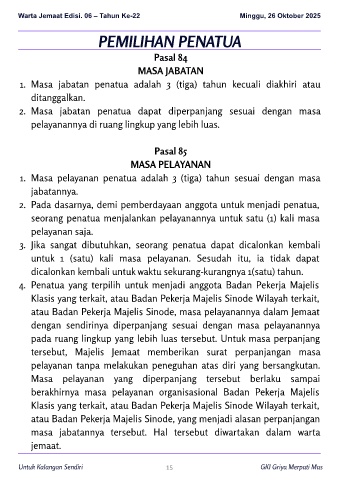 Warta Jemaat Edisi. 06 – Tahun Ke-22 Minggu, 26 Oktober 2025
PEMILIHAN PENATUA
Pasal 84
MASA JABATAN
1. Masa jabatan penatua adalah 3 (tiga) tahun kecuali diakhiri atau
ditanggalkan.
2. Masa jabatan penatua dapat diperpanjang sesuai dengan masa
pelayanannya di ruang lingkup yang lebih luas.
Pasal 85
MASA PELAYANAN
1. Masa pelayanan penatua adalah 3 (tiga) tahun sesuai dengan masa
jabatannya.
2. Pada dasarnya, demi pemberdayaan anggota untuk menjadi penatua,
seorang penatua menjalankan pelayanannya untuk satu (1) kali masa
pelayanan saja.
3. Jika sangat dibutuhkan, seorang penatua dapat dicalonkan kembali
untuk 1 (satu) kali masa pelayanan. Sesudah itu, ia tidak dapat
dicalonkan kembali untuk waktu sekurang-kurangnya 1(satu) tahun.
4. Penatua yang terpilih untuk menjadi anggota Badan Pekerja Majelis
Klasis yang terkait, atau Badan Pekerja Majelis Sinode Wilayah terkait,
atau Badan Pekerja Majelis Sinode, masa pelayanannya dalam Jemaat
dengan sendirinya diperpanjang sesuai dengan masa pelayanannya
pada ruang lingkup yang lebih luas tersebut. Untuk masa perpanjang
tersebut, Majelis Jemaat memberikan surat perpanjangan masa
pelayanan tanpa melakukan peneguhan atas diri yang bersangkutan.
Masa pelayanan yang diperpanjang tersebut berlaku sampai
berakhirnya masa pelayanan organisasional Badan Pekerja Majelis
Klasis yang terkait, atau Badan Pekerja Majelis Sinode Wilayah terkait,
atau Badan Pekerja Majelis Sinode, yang menjadi alasan perpanjangan
masa jabatannya tersebut. Hal tersebut diwartakan dalam warta
jemaat.
Untuk Kalangan Sendiri 15 GKI Griya Merpati Mas